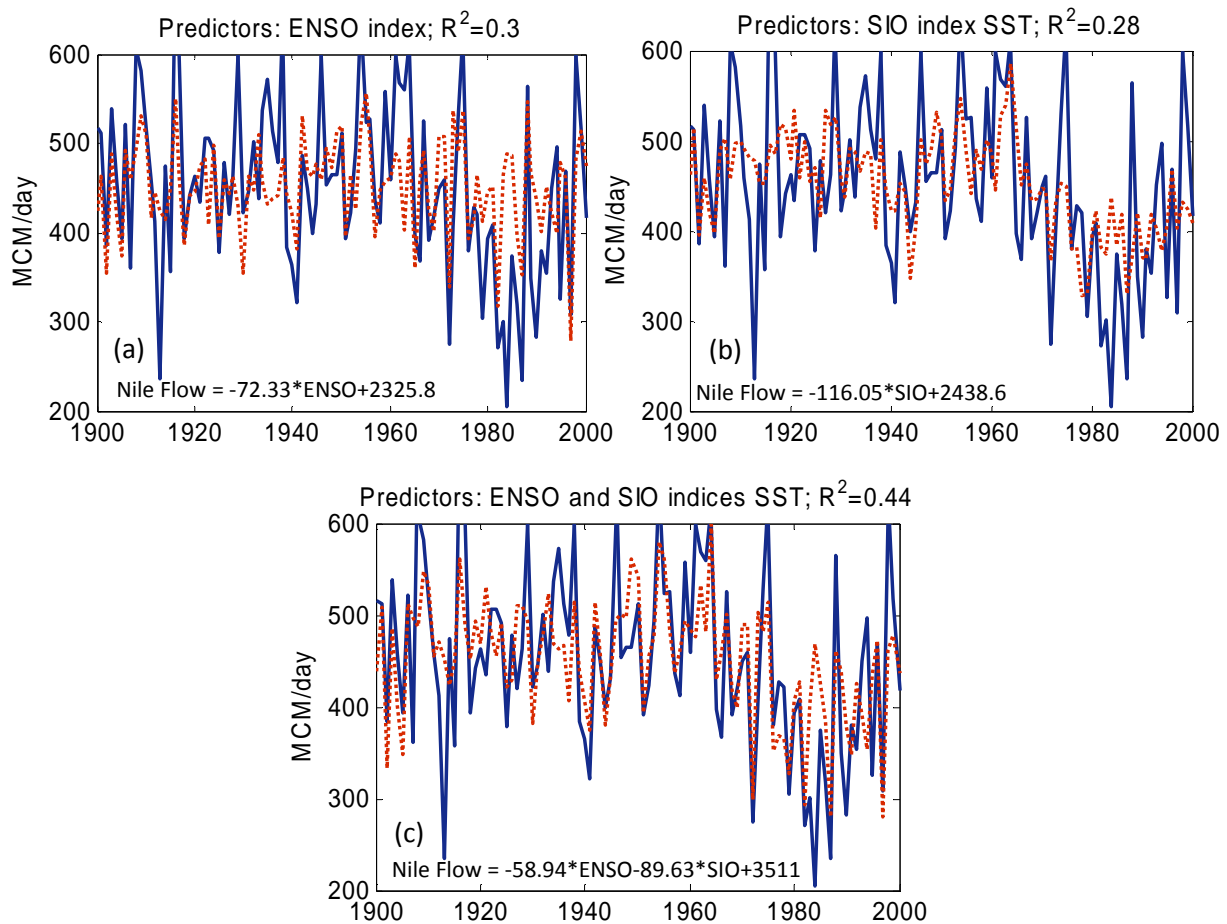 Predictors: ENSO index; R²=0.3
600
500
400
300
200
MCM/day
(a)
Nile Flow = -72.33*ENSO+2325.8
1900 1920 1940 1960 1980 2000
Predictors: SIO index SST; R²=0.28
600
500
400
300
200
MCM/day
(b)
Nile Flow = -116.05*SIO+2438.6
1900 1920 1940 1960 1980 2000
Predictors: ENSO and SIO indices SST; R²=0.44
600
500
400
300
200
MCM/day
(c)
Nile Flow = -58.94*ENSO-89.63*SIO+3511
1900 1920 1940 1960 1980 2000